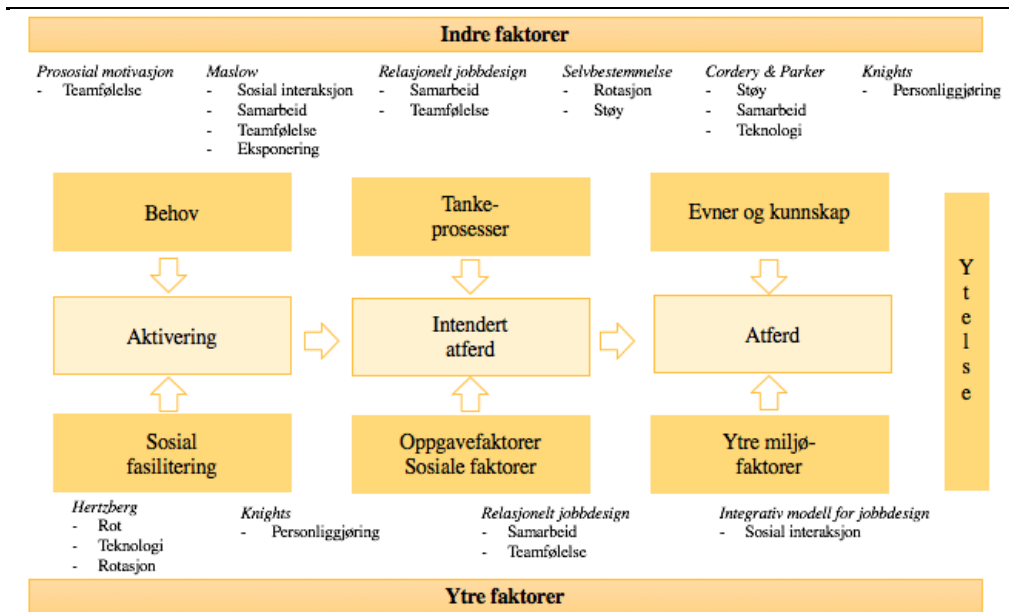 Indre faktorer
Prososial motivasjon
- Teamfølelse
Maslow
- Sosial interaksjon
- Samarbeid
- Teamfølelse
- Eksponering
Relasjonelt jobbdesign
- Samarbeid
- Teamfølelse
Selvbestemmelse
- Rotasjon
- Støy
Cordery & Parker
- Støy
- Samarbeid
- Teknologi
Knights
- Personliggjøring
Behov
Tanke-
prosesser
Evner og kunnskap
Aktivering
Intendert
atferd
Atferd
Ytelse
Sosial
fasilitering
Oppgavefaktorer
Sosiale faktorer
Ytre miljø-
faktorer
Hertzberg
- Rot
- Teknologi
- Rotasjon
Knights
- Personliggjøring
Relasjonelt jobbdesign
- Samarbeid
- Teamfølelse
Integrativ modell for jobbdesign
- Sosial interaksjon
Ytre faktorer